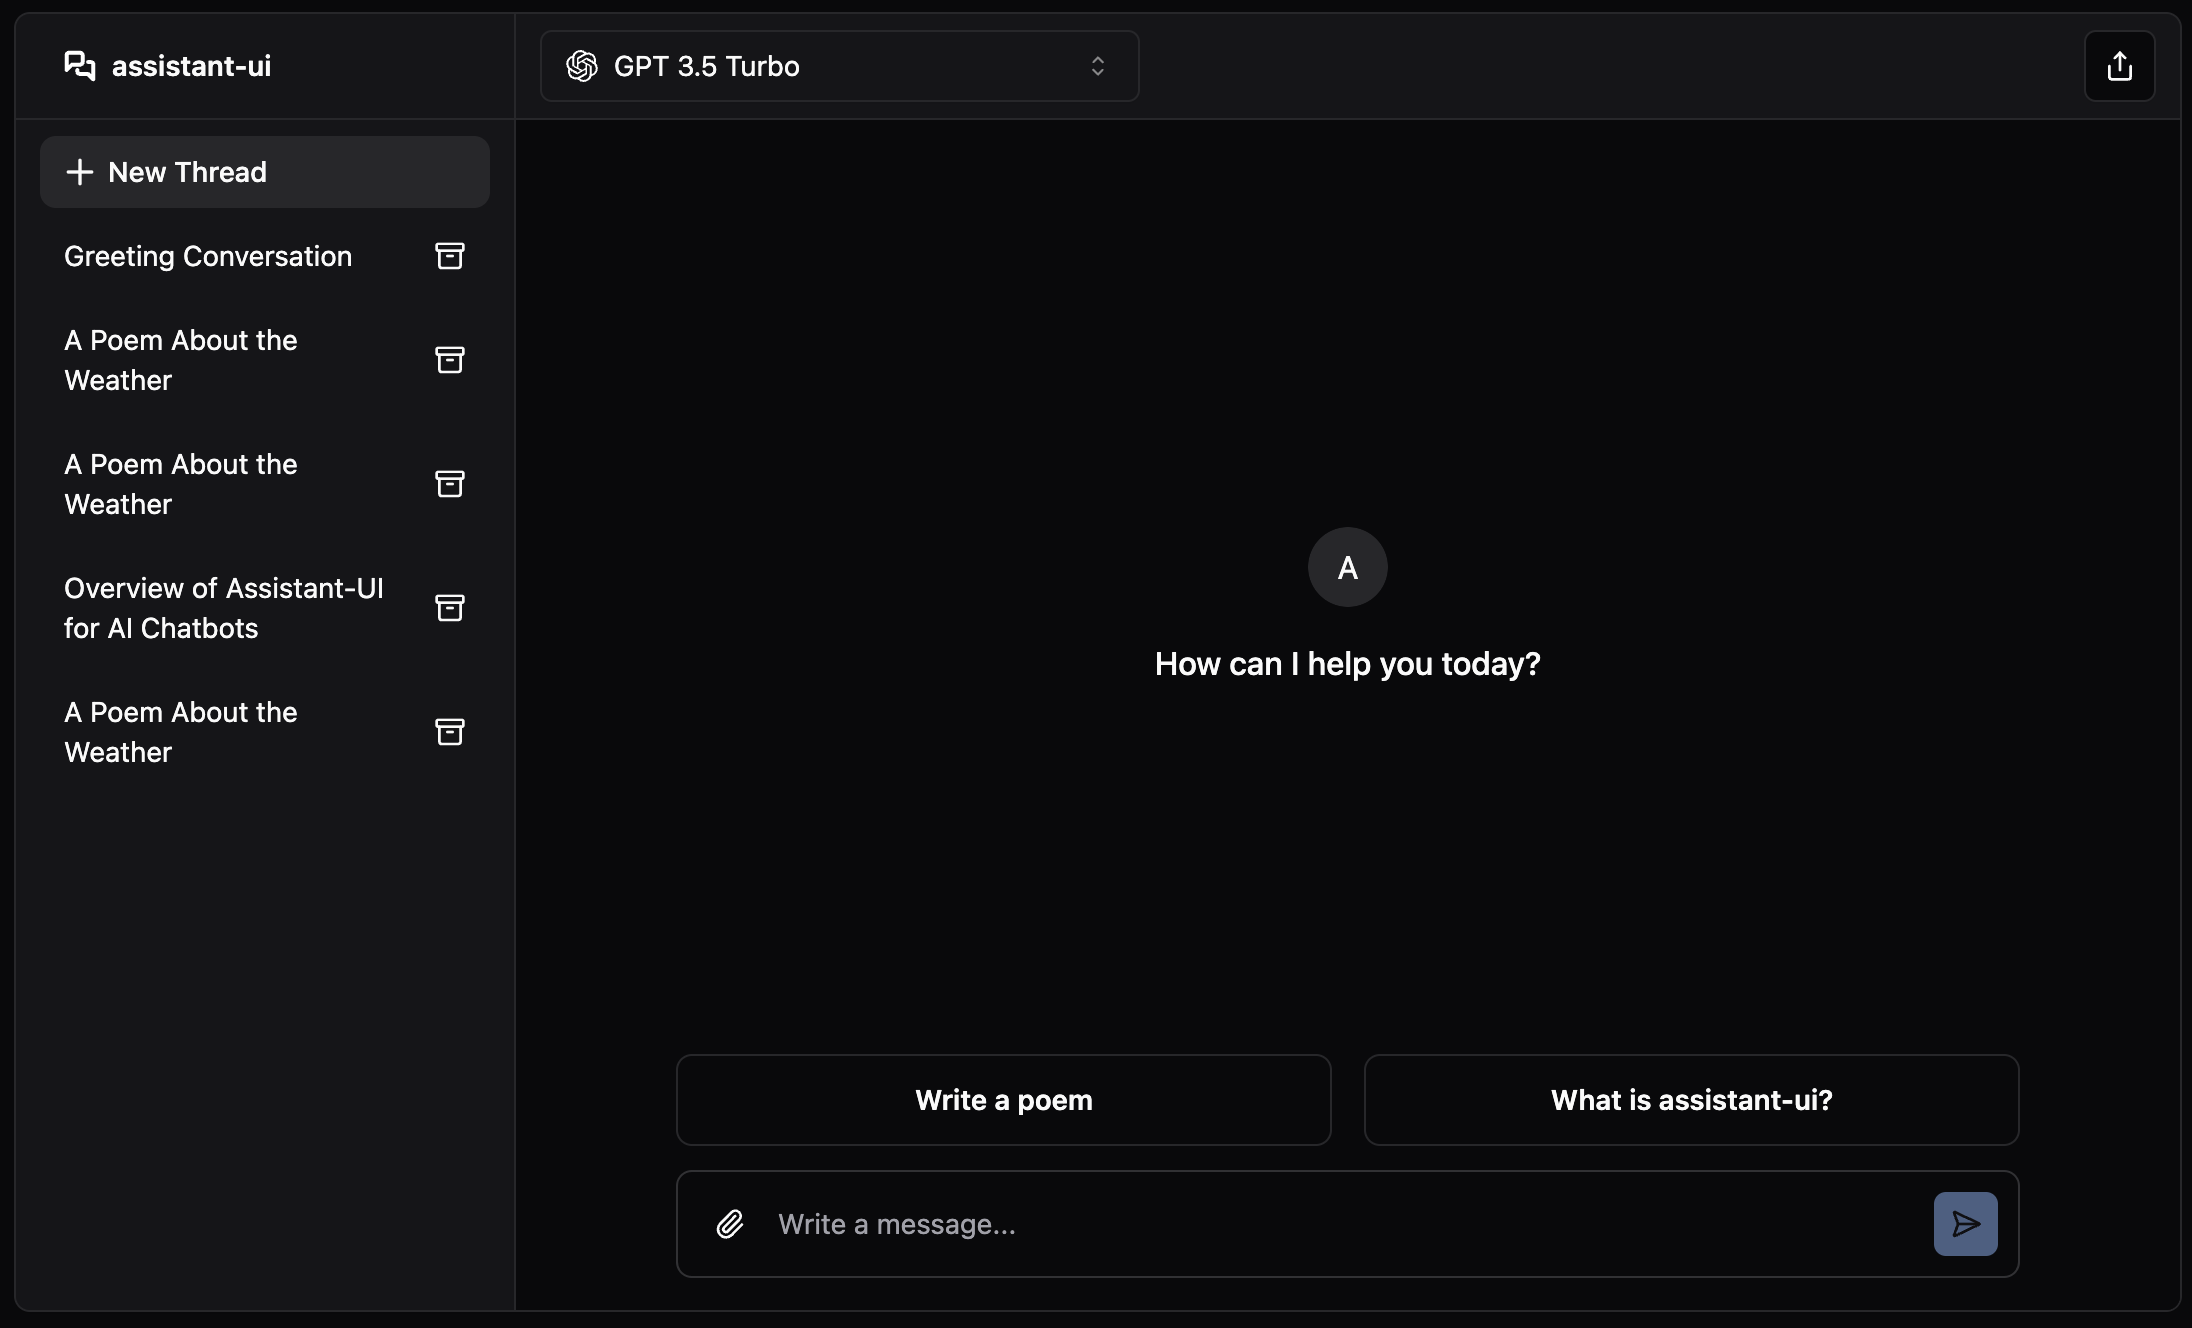 assistant-ui
GPT 3.5 Turbo
New Thread
Greeting Conversation
A Poem About the
Weather
A Poem About the
Weather
Overview of Assistant-UI
for AI Chatbots
A Poem About the
Weather
A
How can I help you today?
Write a poem
What is assistant-ui?
Write a message...